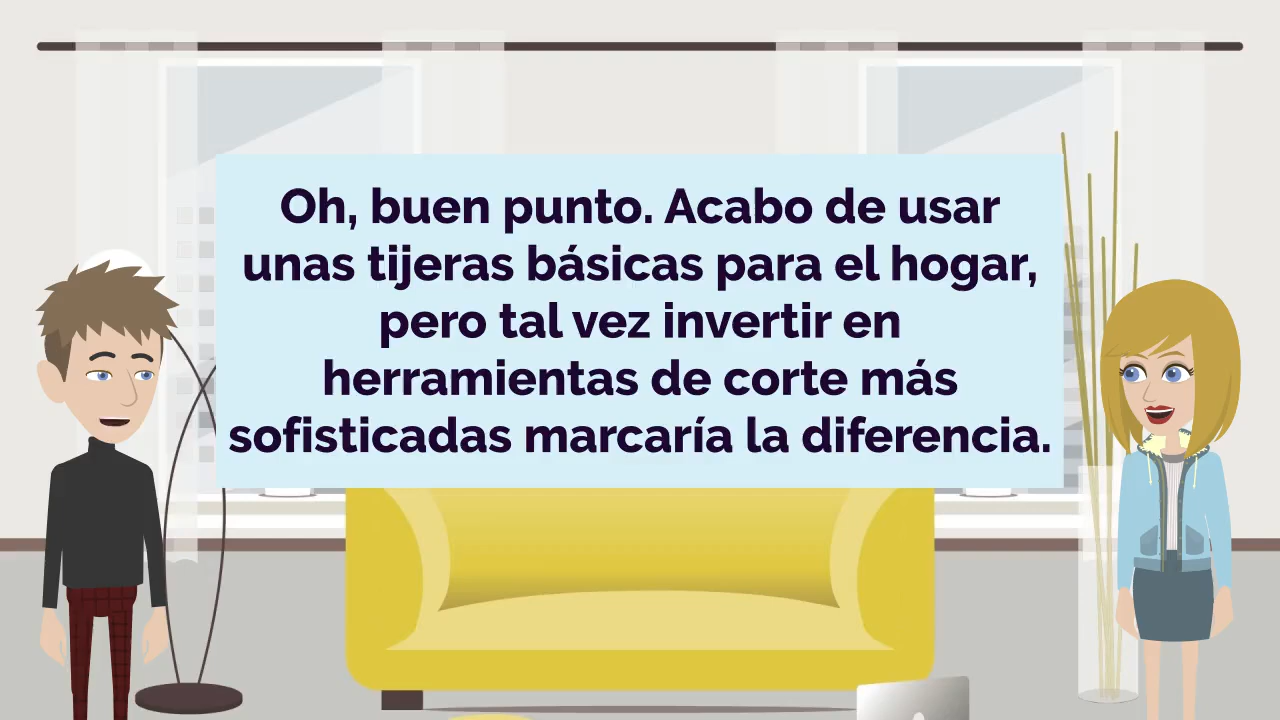 Oh, buen punto. Acabo de usar
unas tijeras básicas para el hogar,
pero tal vez invertir en
herramientas de corte más
sofisticadas marcaría la diferencia.